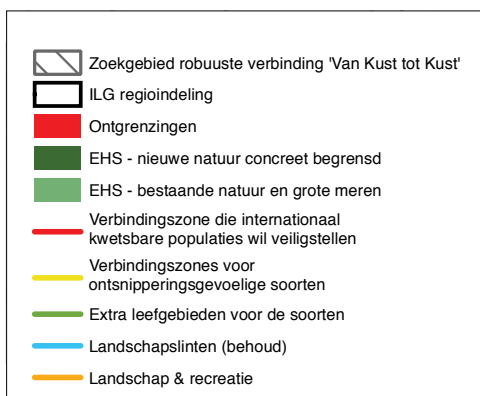 Zoekgebied robuuste verbinding 'Van Kust tot Kust'
ILG regioindeling
Ontgrenzingen
EHS - nieuwe natuur concreet begrensd
EHS - bestaande natuur en grote meren
Verbindingszone die internationaal
kwetsbare populaties wil veiligstellen
Verbindingszones voor
ontsnipperingsgevoelige soorten
Extra leefgebieden voor de soorten
Landschapslinten (behoud)
Landschap & recreatie